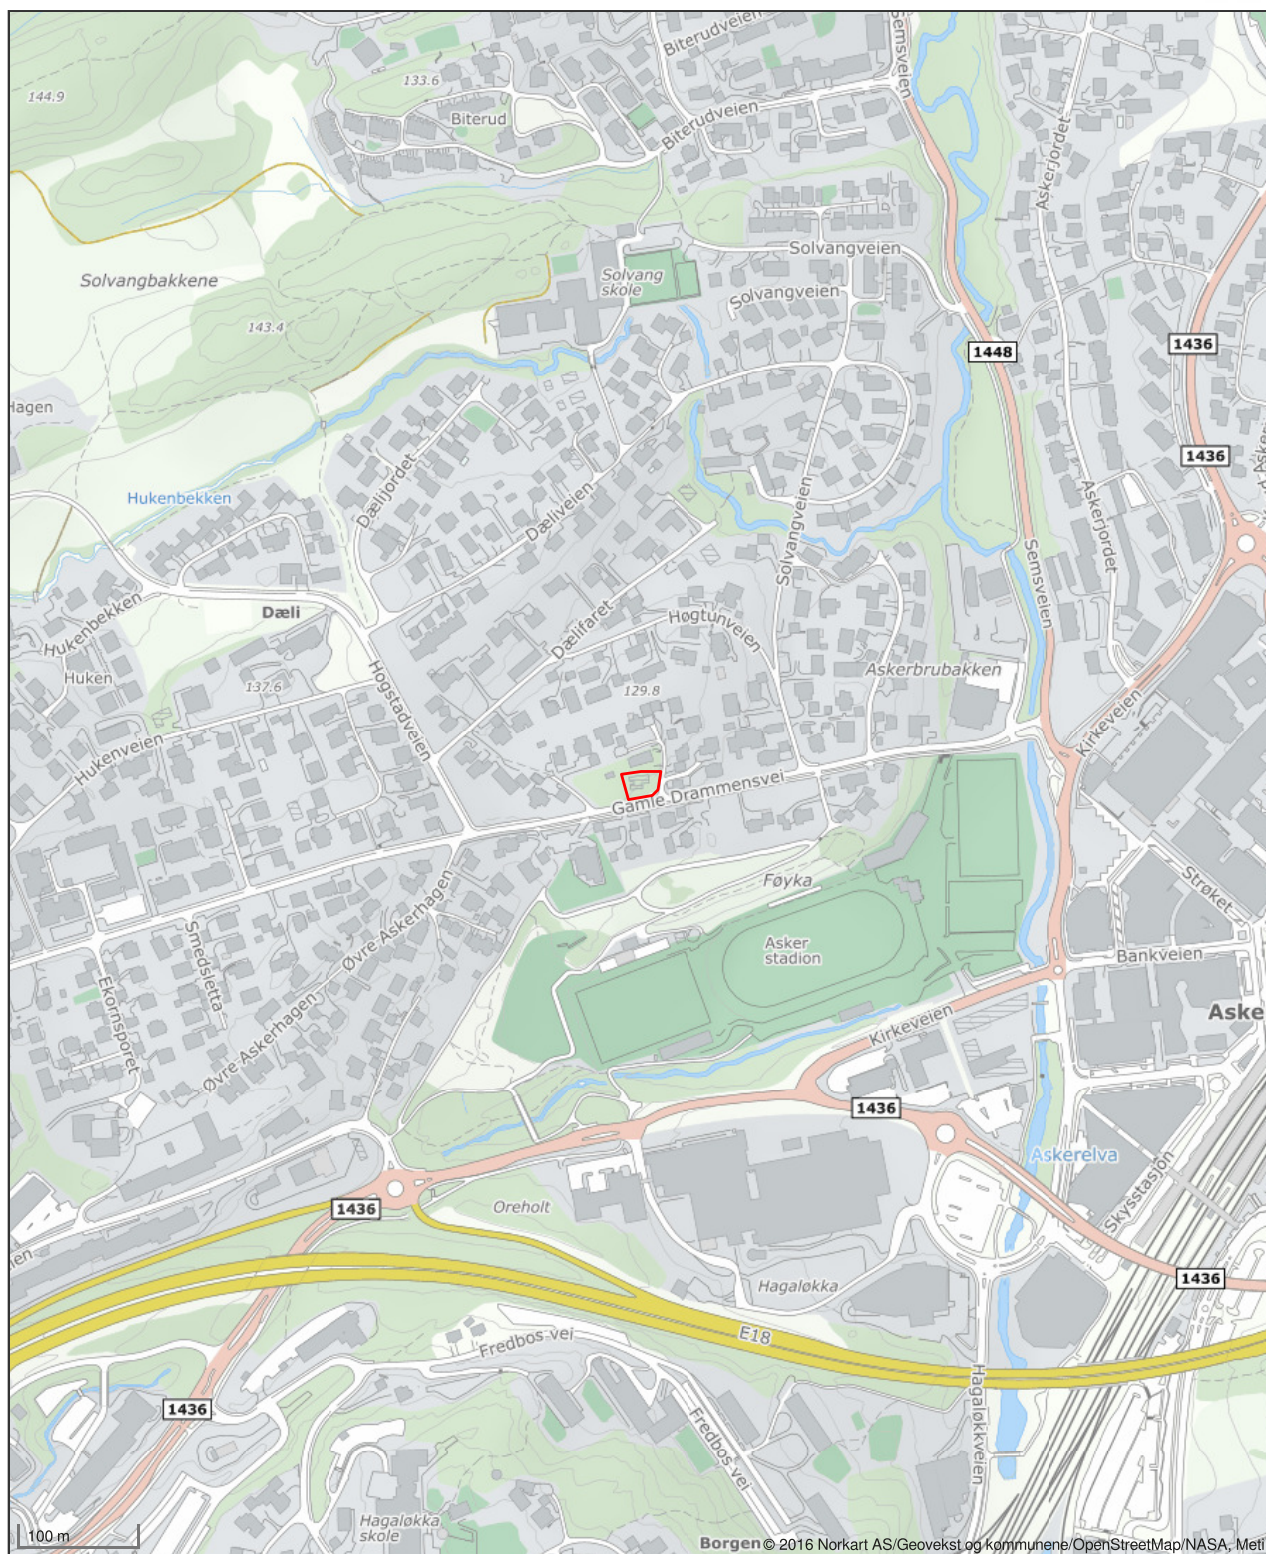 Biterudveien
Semsveien
133.6
144.9
Biterud
Biterudveien
Askerjordet
Solvangveien
Solvangbakkene
Solvang
skole
Solvangveien
143.4
1436
1448
Hagen
1436
Dælijordet
Hukenbekken
Dæliveien
Solvangveien
Askerjordet
Semsveien
Hukenbekken
Dæli
Dælifaret
Høgtunveien
Huken
137.6
Hogstadveien
129.8
Askerbrubakken
Kirkeveien
Hukenveien
Gamle Drammensvei
Føyka
Strøket
Øvre Askerhagen
Smedsletta
Asker
stadion
Bankveien
Ekornsporet
Øvre Askerhagen
Kirkeveien
Aske
1436
Askerelva
Skysstasjon
1436
Oreholt
Hagaløkka
1436
E18
Fredbos vei
1436
Fredbos vei
Hagaløkkveien
Hagaløkka
skole
100 m
Borgen
© 2016 Norkart AS/Geovekst og kommunene/OpenStreetMap/NASA, Meti